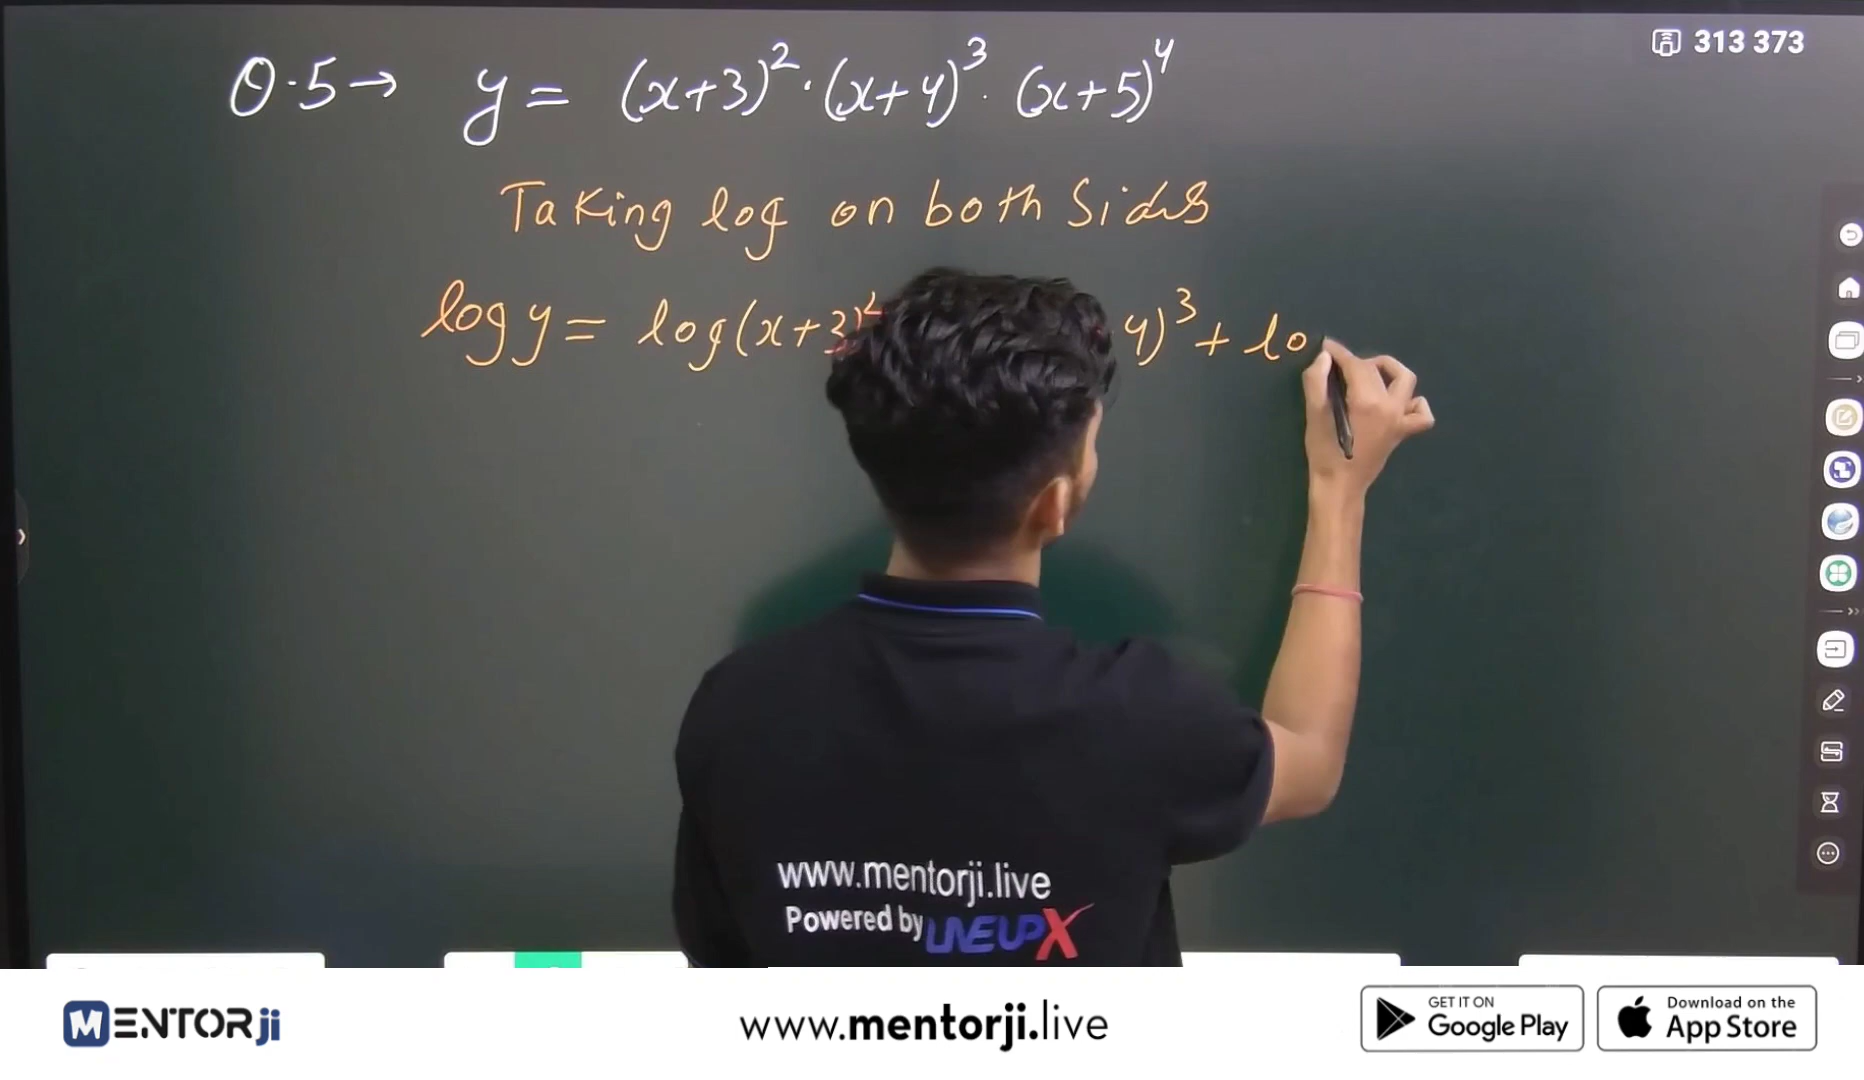 313 373
Q.5→ y = (x+3)²·(x+4)³·(x+5)⁴
Taking log on both Sides
log y = log(x+3)² 4)³ + lo
www.mentorji.live
Powered by LIVEUPX
MENTORji
www.mentorji.live
GET IT ON
Google Play
Download on the
App Store